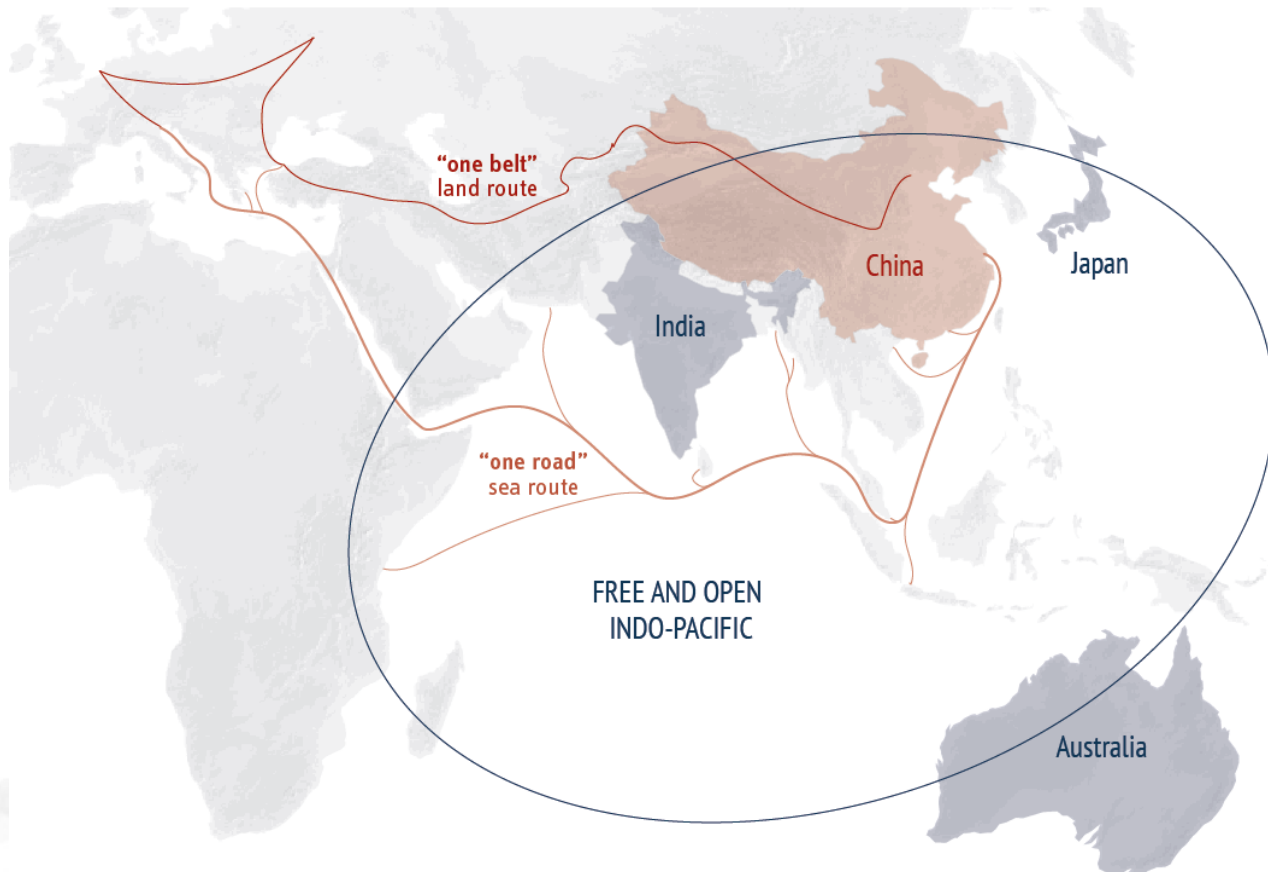 “one belt”
land route
China
Japan
India
“one road”
sea route
FREE AND OPEN
INDO-PACIFIC
Australia